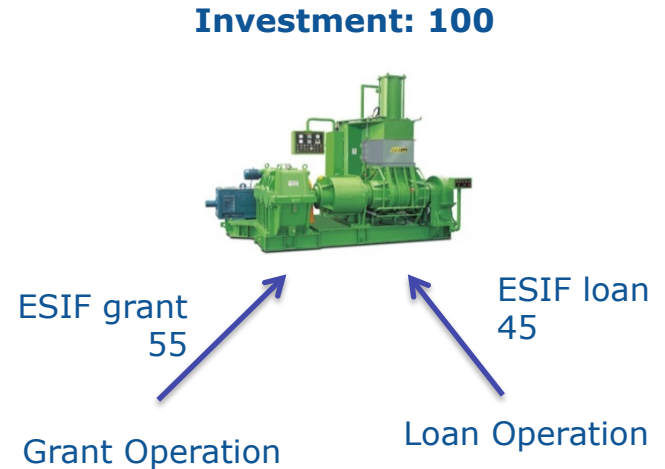 Investment: 100
ESIF grant
55
ESIF loan
45
Grant Operation
Loan Operation